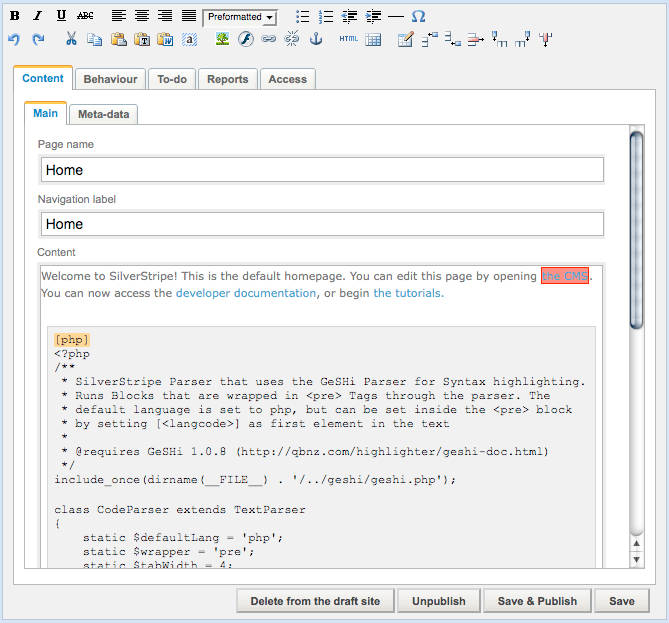 B I U ABC Preformatted
HTML
Content Behaviour To-do Reports Access
Main Meta-data
Page name
Home
Navigation label
Home
Content
Welcome to SilverStripe! This is the default homepage. You can edit this page by opening the CMS.
You can now access the developer documentation, or begin the tutorials.
[php]
<?php
/**
 * SilverStripe Parser that uses the GeSHi Parser for Syntax highlighting.
 * Runs Blocks that are wrapped in <pre> Tags through the parser. The
 * default language is set to php, but can be set inside the <pre> block
 * by setting [<langcode>] as first element in the text
 *
 * @requires GeSHi 1.0.8 (http://qbnz.com/highlighter/geshi-doc.html)
 */
include_once(dirname(__FILE__) . '/../geshi/geshi.php');
class CodeParser extends TextParser
{
    static $defaultLang = 'php';
    static $wrapper = 'pre';
    static $tabWidth = 4;
Delete from the draft site Unpublish Save & Publish Save